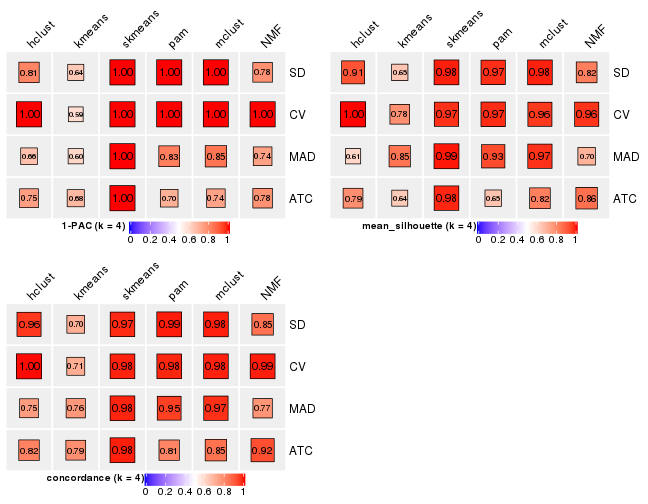 hclust kmeans skmeans pam mclust NMF
0.81 0.64 1.00 1.00 1.00 0.78 SD
1.00 0.59 1.00 1.00 1.00 1.00 CV
0.66 0.60 1.00 0.83 0.85 0.74 MAD
0.75 0.68 1.00 0.70 0.74 0.78 ATC
1-PAC (k = 4)
0 0.2 0.4 0.6 0.8 1
hclust kmeans skmeans pam mclust NMF
0.91 0.65 0.98 0.97 0.98 0.82 SD
1.00 0.78 0.97 0.97 0.96 0.96 CV
0.61 0.85 0.99 0.93 0.97 0.70 MAD
0.79 0.64 0.98 0.65 0.82 0.86 ATC
mean_silhouette (k = 4)
0 0.2 0.4 0.6 0.8 1
hclust kmeans skmeans pam mclust NMF
0.96 0.70 0.97 0.99 0.98 0.85 SD
1.00 0.71 0.98 0.98 0.98 0.99 CV
0.75 0.76 0.98 0.95 0.97 0.77 MAD
0.82 0.79 0.98 0.81 0.85 0.92 ATC
concordance (k = 4)
0 0.2 0.4 0.6 0.8 1